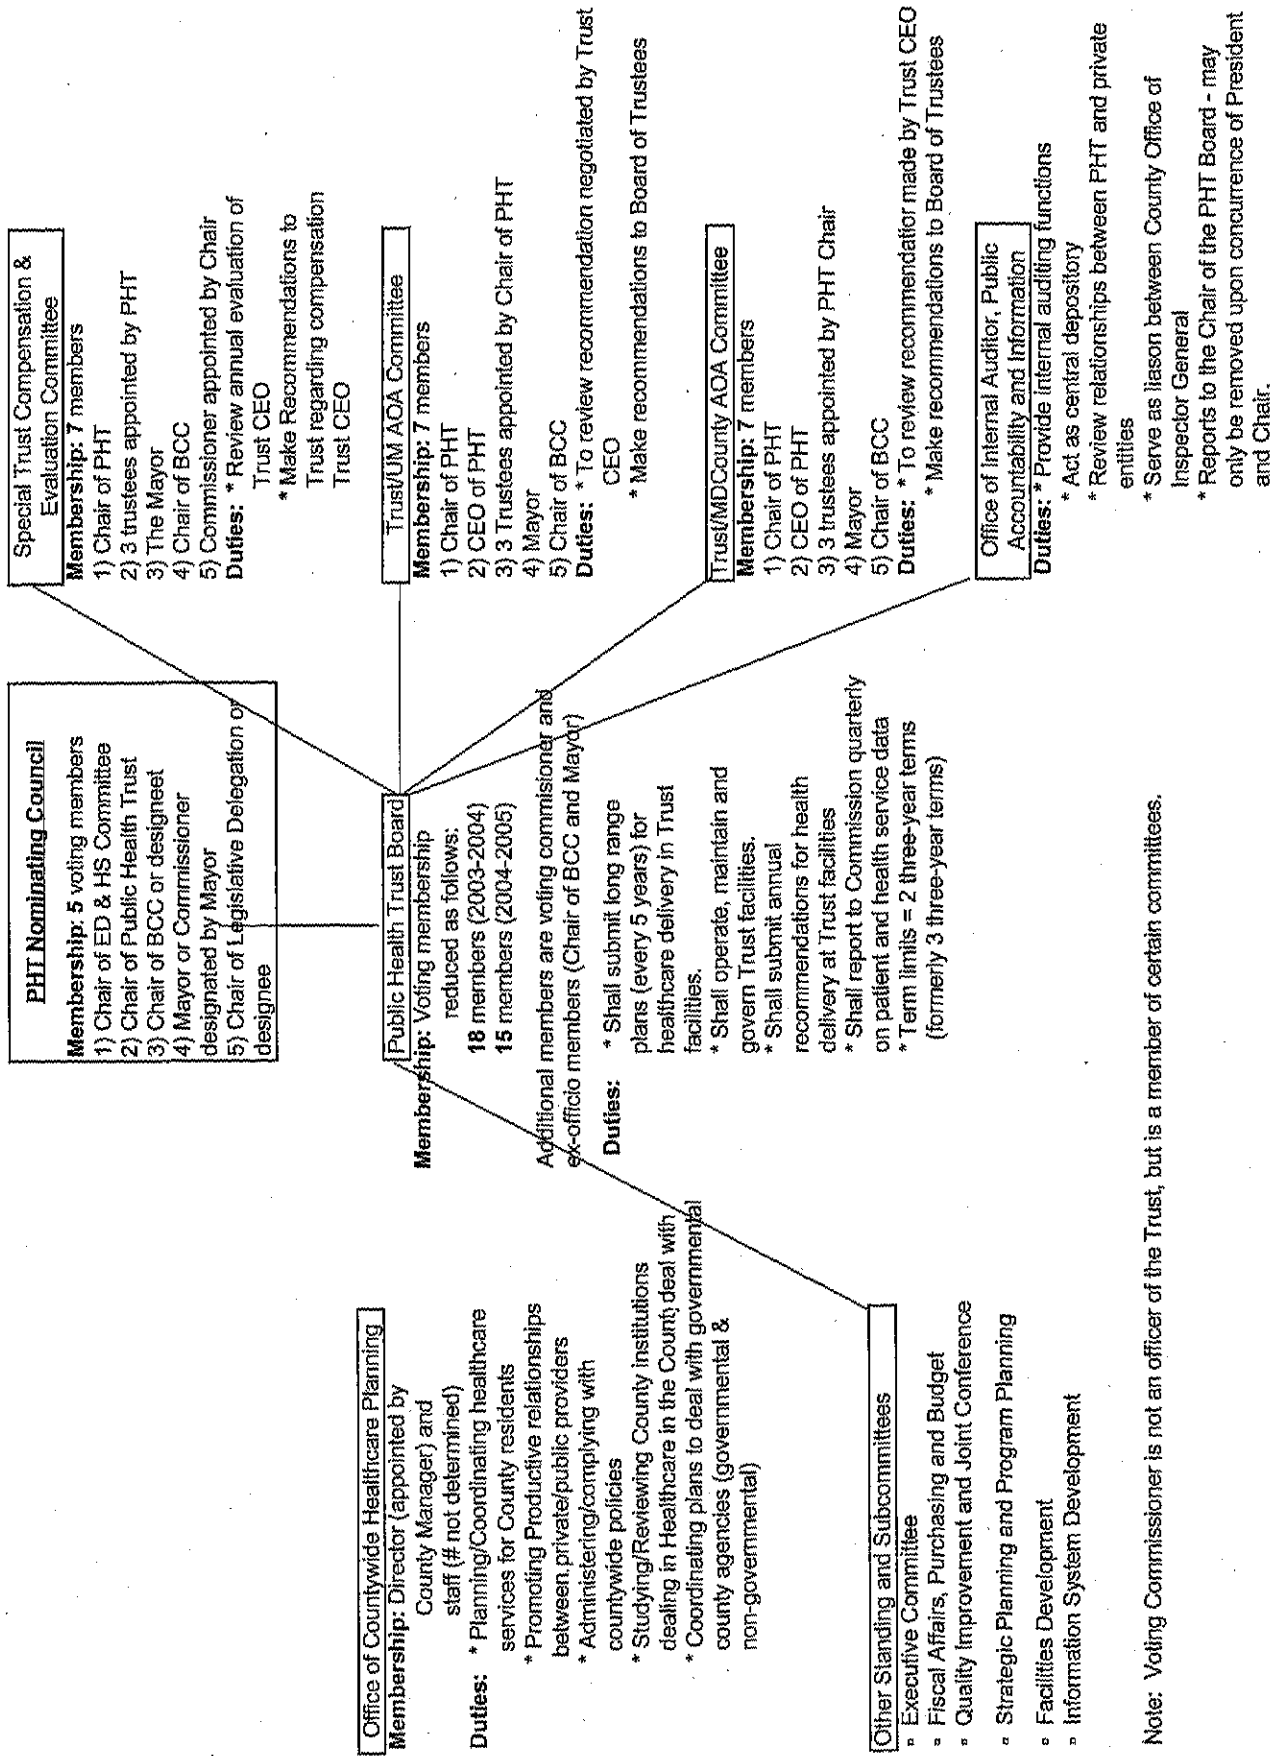 PHT Nominating Council
Membership: 5 voting members
1) Chair of ED & HS Committee
2) Chair of Public Health Trust
3) Chair of BCC or designeet
4) Mayor or Commissioner
designated by Mayor
5) Chair of Legislative Delegation or
designee
Special Trust Compensation &
Evaluation Committee
Membership: 7 members
1) Chair of PHT
2) 3 trustees appointed by PHT
3) The Mayor
4) Chair of BCC
5) Commissioner appointed by Chair
Duties: * Review annual evaluation of
Trust CEO
* Make Recommendations to
Trust regarding compensation
Trust CEO
Office of Countywide Healthcare Planning
Membership: Director (appointed by
County Manager) and
staff (# not determined)
Duties: * Planning/Coordinating healthcare
services for County residents
* Promoting Productive relationships
between private/public providers
* Administering/complying with
countywide policies
* Studying/Reviewing County institutions
dealing in Healthcare in the County deal with
* Coordinating plans to deal with governmental
county agencies (governmental &
non-governmental)
Public Health Trust Board
Membership: Voting membership
reduced as follows:
18 members (2003-2004)
15 members (2004-2005)
Additional members are voting commisioner and
ex-officio members (Chair of BCC and Mayor)
Duties: * Shall submit long range
plans (every 5 years) for
healthcare delivery in Trust
facilities.
* Shall operate, maintain and
govern Trust facilities.
* Shall submit annual
recommendations for health
delivery at Trust facilities
* Shall report to Commission quarterly
on patient and health service data
* Term limits = 2 three-year terms
(formerly 3 three-year terms)
Trust/UM AOA Committee
Membership: 7 members
1) Chair of PHT
2) CEO of PHT
3) 3 Trustees appointed by Chair of PHT
4) Mayor
5) Chair of BCC
Duties: * To review recommendation negotiated by Trust
CEO
* Make recommendations to Board of Trustees
Trust/MDCounty AOA Committee
Membership: 7 members
1) Chair of PHT
2) CEO of PHT
3) 3 trustees appointed by PHT Chair
4) Mayor
5) Chair of BCC
Duties: * To review recommendatior made by Trust CEO
* Make recommendations to Board of Trustees
Other Standing and Subcommittees
▫ Executive Committee
▫ Fiscal Affairs, Purchasing and Budget
▫ Quality Improvement and Joint Conference
▫ Strategic Planning and Program Planning
▫ Facilities Development
▫ Information System Development
Office of Internal Auditor, Public
Accountability and Information
Duties: * Provide internal auditing functions
* Act as central depository
* Review relationships between PHT and private
entities
* Serve as liason between County Office of
Inspector General
* Reports to the Chair of the PHT Board - may
only be removed upon concurrence of President
and Chair.
Note: Voting Commissioner is not an officer of the Trust, but is a member of certain committees.